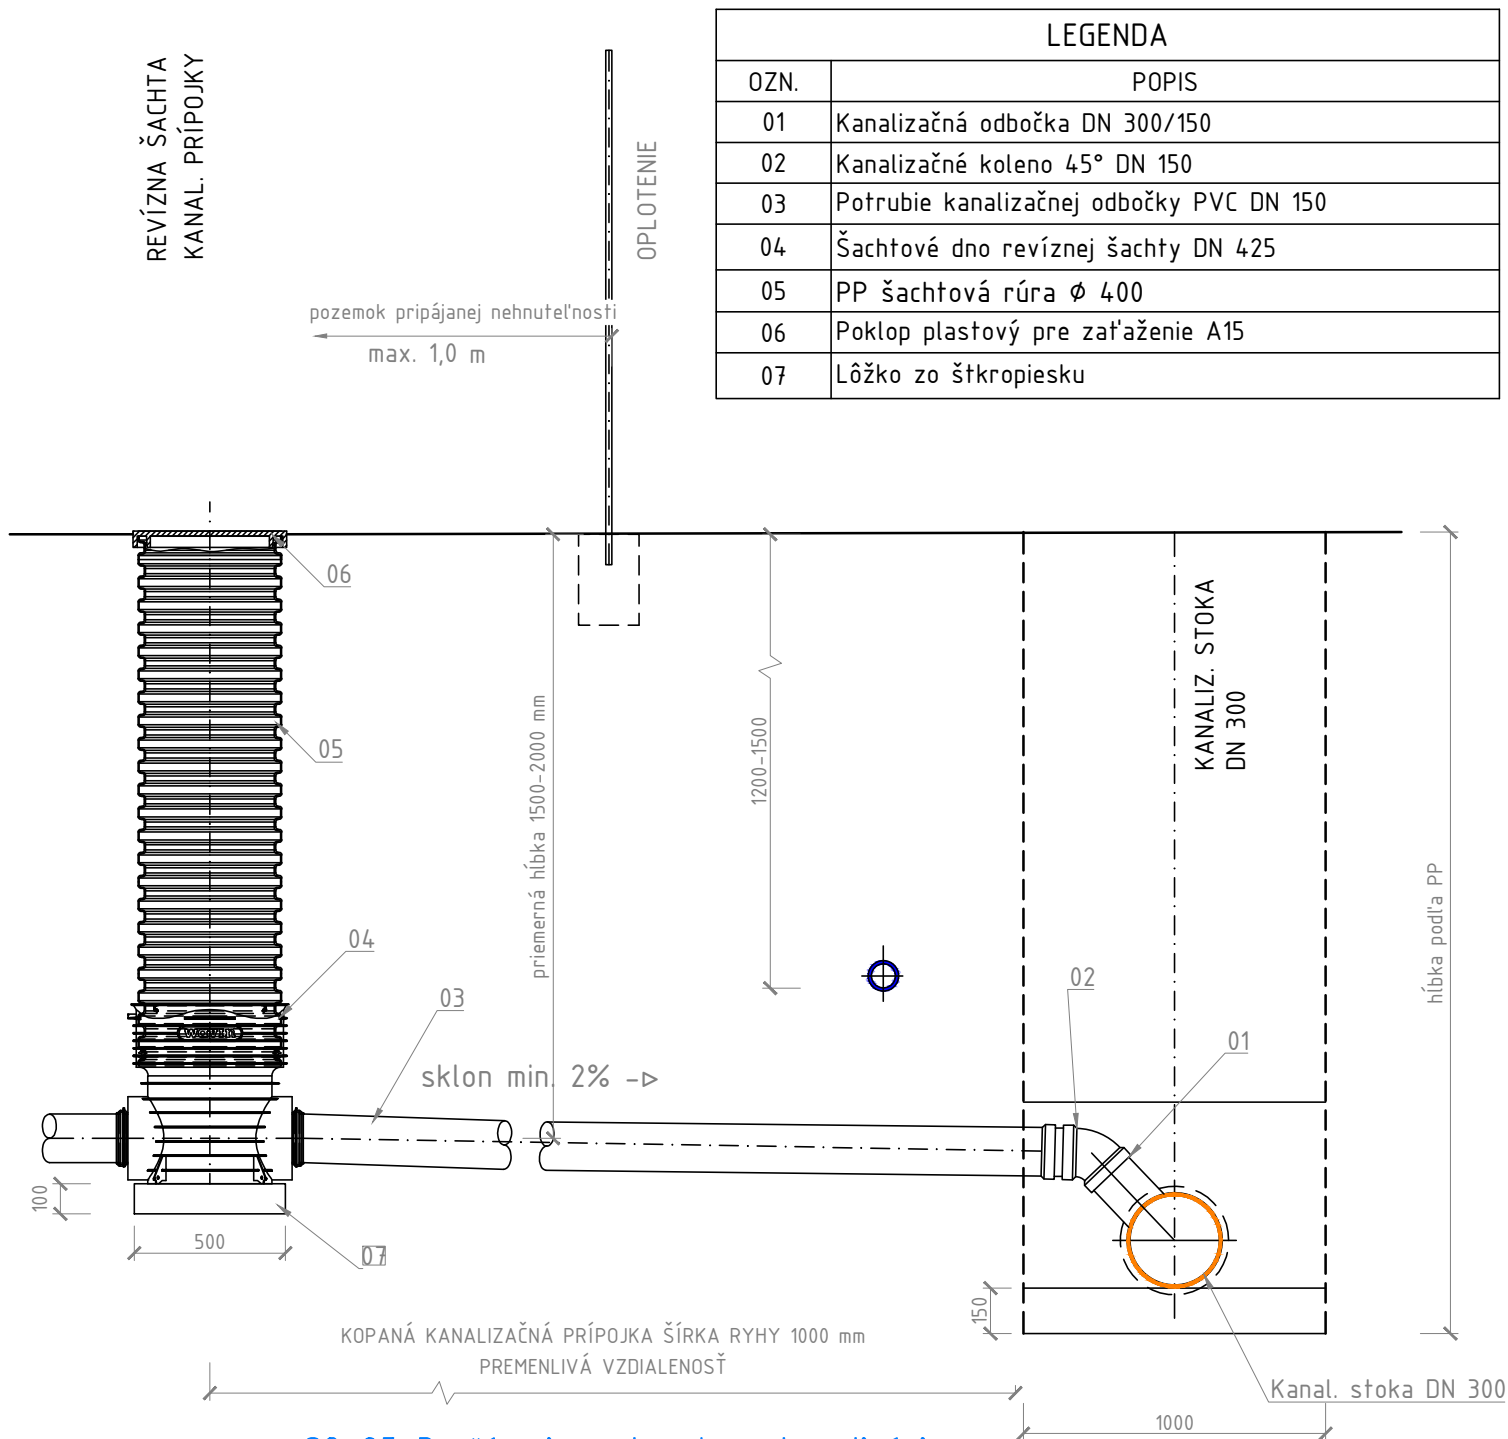 REVÍZNA ŠACHTA
KANAL. PRÍPOJKY
OPLOTENIE
pozemok pripájanej nehnuteľnosti
max. 1,0 m
LEGENDA
OZN. POPIS
01 Kanalizačná odbočka DN 300/150
02 Kanalizačné koleno 45° DN 150
03 Potrubie kanalizačnej odbočky PVC DN 150
04 Šachtové dno revíznej šachty DN 425
05 PP šachtová rúra Φ 400
06 Poklop plastový pre zaťaženie A15
07 Lôžko zo štkropiesku
06
05
04
03
priemerná hĺbka 1500-2000 mm
1200-1500
KANALIZ. STOKA
DN 300
hĺbka podľa PP
02
01
wavin
sklon min. 2%
100
500
07
150
KOPANÁ KANALIZAČNÁ PRÍPOJKA ŠÍRKA RYHY 1000 mm
PREMENLIVÁ VZDIALENOSŤ
Kanal. stoka DN 300
1000